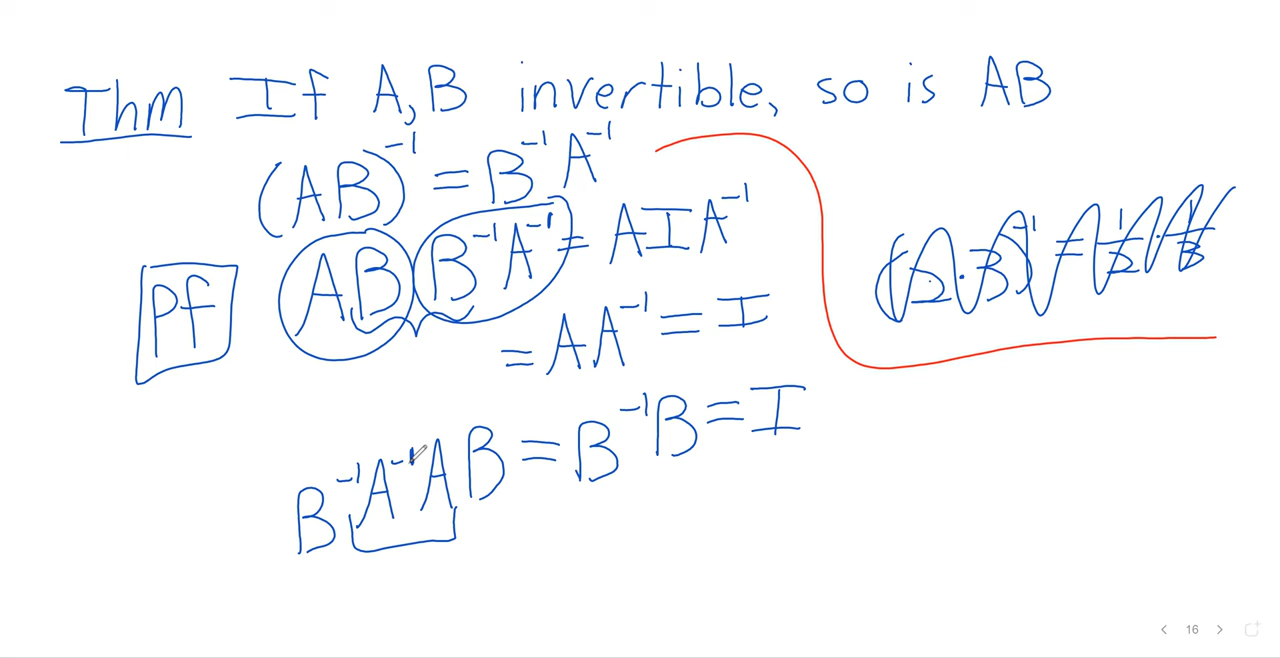 Thm If A, B invertible, so is AB
(AB)⁻¹ = B⁻¹A⁻¹
Pf AB B⁻¹A⁻¹ = AIA⁻¹
= AA⁻¹ = I
B⁻¹A⁻¹AB = B⁻¹B = I
16